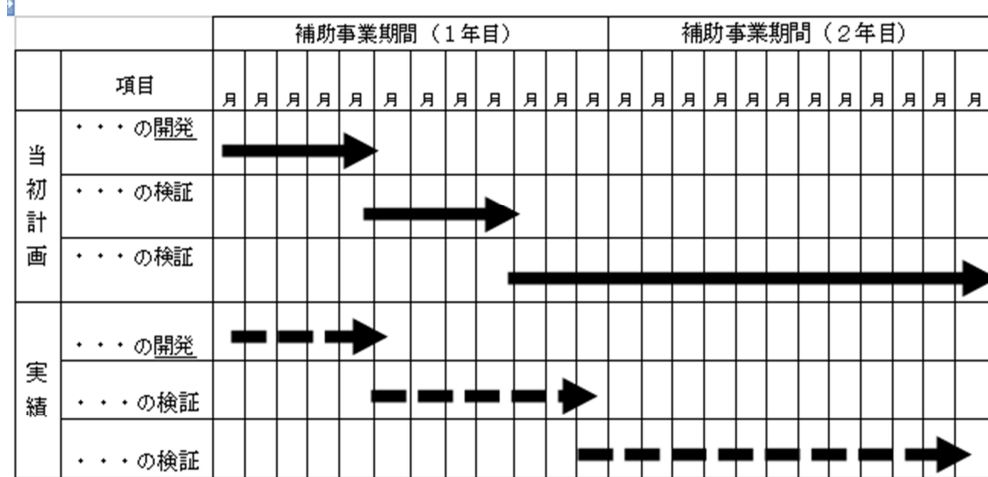 補助事業期間（１年目） 補助事業期間（２年目）
項目 月 月 月 月 月 月 月 月 月 月 月 月 月 月 月 月 月 月 月 月 月 月 月 月
当初計画
・・・の開発
・・・の検証
・・・の検証
実績
・・・の開発
・・・の検証
・・・の検証